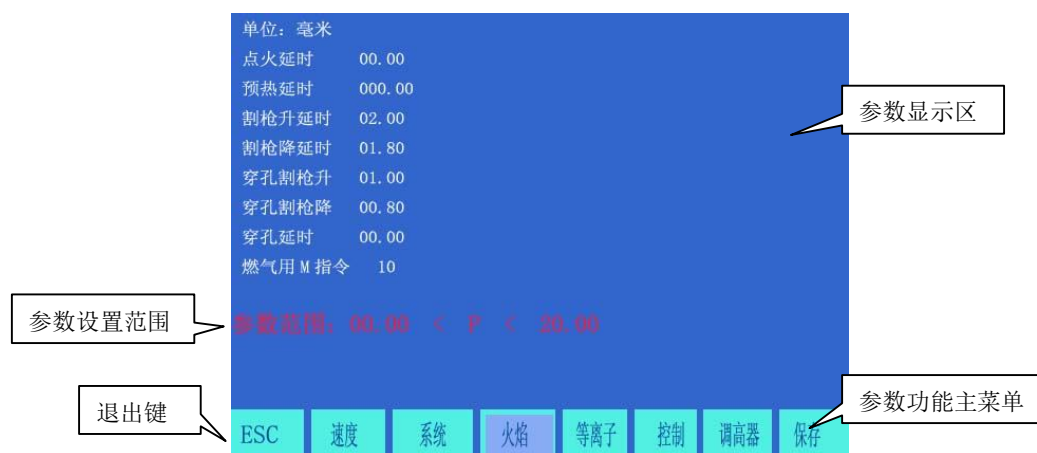 单位：毫米
点火延时 00.00
预热延时 000.00
割枪升延时 02.00
割枪降延时 01.80
穿孔割枪升 01.00
穿孔割枪降 00.80
穿孔延时 00.00
燃气用 M 指令 10
参数范围：00.00 < P < 20.00
ESC 速度 系统 火焰 等离子 控制 调高器 保存
参数显示区
参数设置范围
退出键
参数功能主菜单